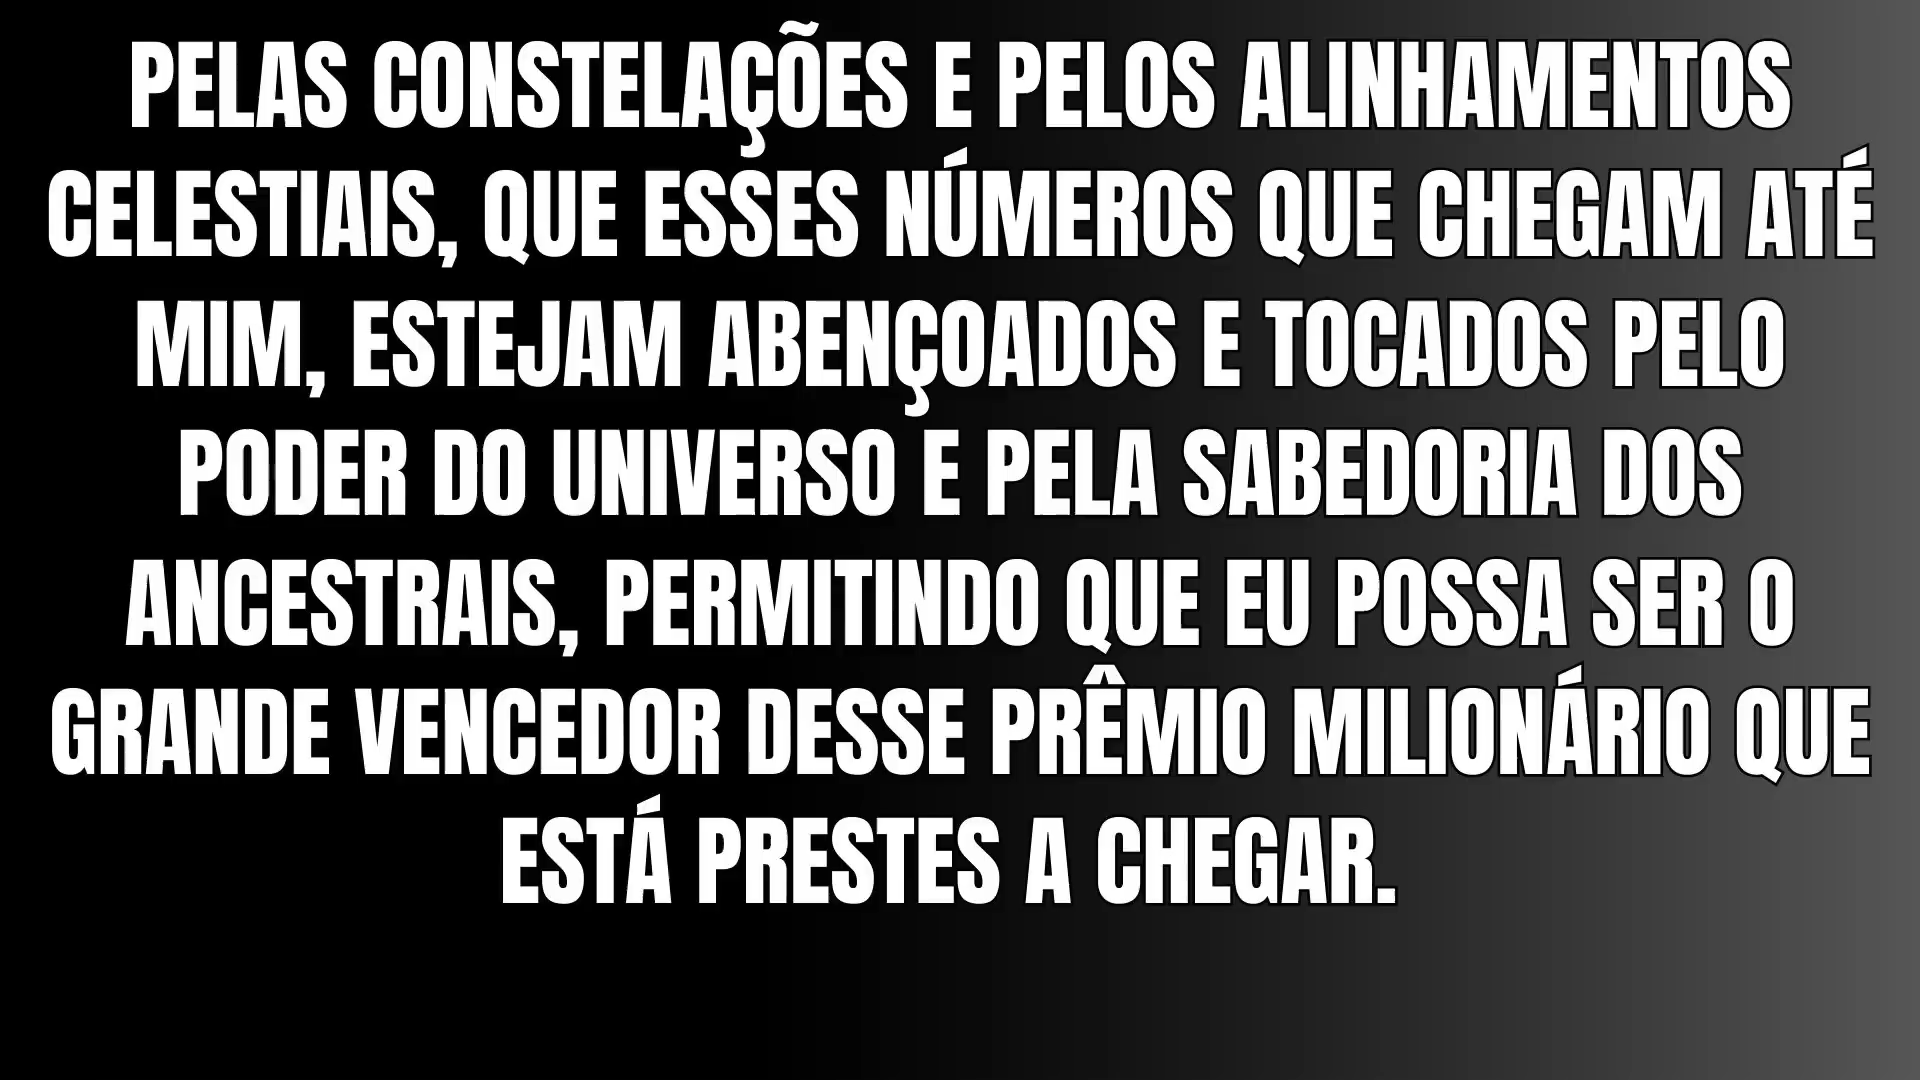 PELAS CONSTELAÇÕES E PELOS ALINHAMENTOS
CELESTIAIS, QUE ESSES NÚMEROS QUE CHEGAM ATÉ
MIM, ESTEJAM ABENÇOADOS E TOCADOS PELO
PODER DO UNIVERSO E PELA SABEDORIA DOS
ANCESTRAIS, PERMITINDO QUE EU POSSA SER O
GRANDE VENCEDOR DESSE PRÊMIO MILIONÁRIO QUE
ESTÁ PRESTES A CHEGAR.